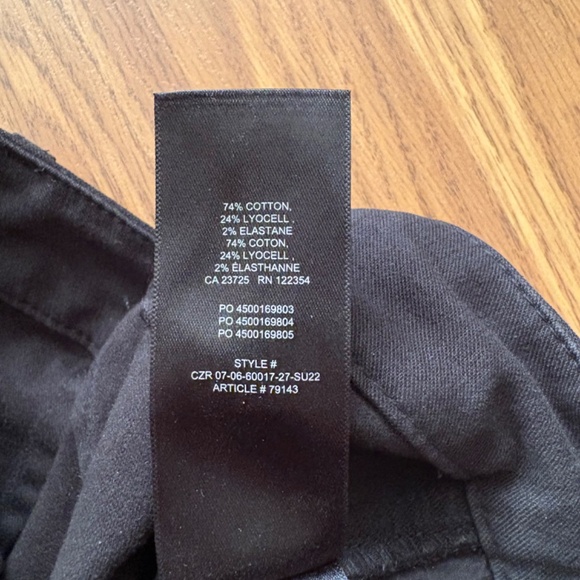 74% COTTON,
24% LYOCELL ,
2% ELASTANE
74% COTON,
24% LYOCELL ,
2% ÉLASTHANNE
CA 23725 RN 122354
PO 4500169803
PO 4500169804
PO 4500169805
STYLE #
CZR 07-06-60017-27-SU22
ARTICLE # 79143